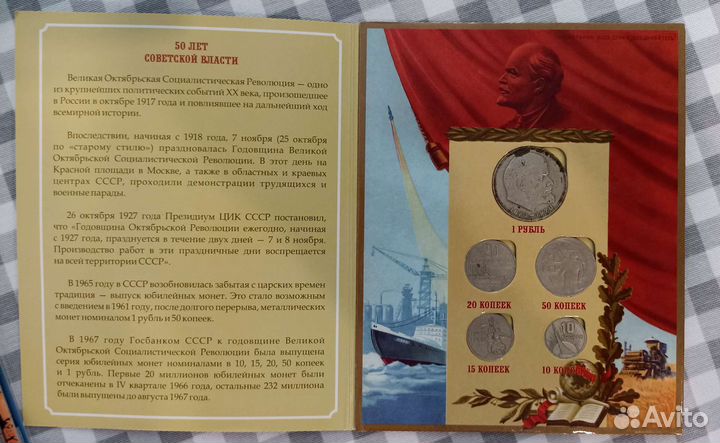 50 ЛЕТ
СОВЕТСКОЙ ВЛАСТИ
Великая Октябрьская Социалистическая Революция — одно
из крупнейших политических событий XX века, произошедшее
в России в октябре 1917 года и повлиявшее на дальнейший ход
всемирной истории.
Впоследствии, начиная с 1918 года, 7 ноября (25 октября
по «старому стилю») праздновалась Годовщина Великой
Октябрьской Социалистической Революции. В этот день на
Красной площади в Москве, а также в областных и краевых
центрах СССР, проходили демонстрации трудящихся и
военные парады.
26 октября 1927 года Президиум ЦИК СССР постановил,
что «Годовщина Октябрьской Революции ежегодно, начиная
с 1927 года, празднуется в течение двух дней — 7 и 8 ноября.
Производство работ в эти праздничные дни воспрещается
на всей территории СССР».
В 1965 году в СССР возобновилась забытая с царских времен
традиция – выпуск юбилейных монет. Это стало возможным
с введением в 1961 году, после долгого перерыва, металлических
монет номиналом 1 рубль и 50 копеек.
В 1967 году Госбанком СССР к годовщине Великой
Октябрьской Социалистической Революции была выпущена
серия юбилейных монет номиналом в 10, 15, 20, 50 копеек
и 1 рубль. Первые 20 миллионов юбилейных монет были
отчеканены в IV квартале 1966 года, остальные 232 миллиона
были выпущены до августа 1967 года.
1 РУБЛЬ
20 КОПЕЕК
50 КОПЕЕК
10
15 КОПЕЕК
10
Avito